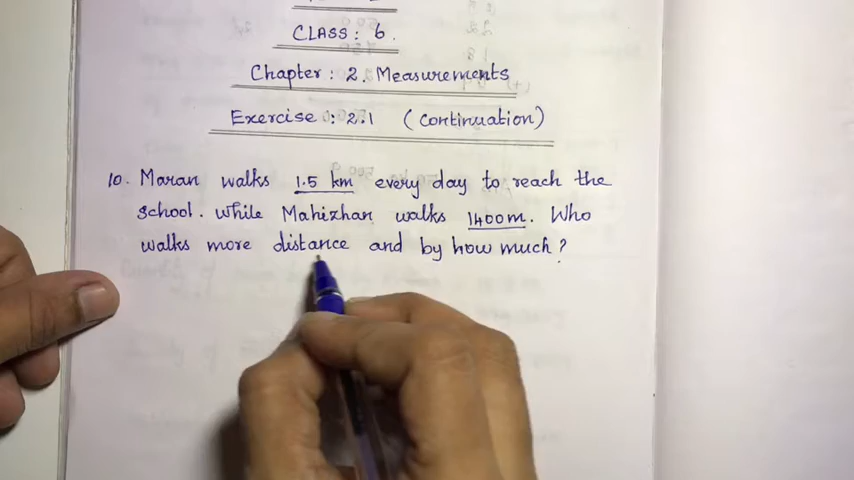 CLASS : 6.
Chapter : 2. Measurements
Exercise : 2.1 (Continuation)
10. Maran walks 1.5 km every day to reach the
school. while Mahizhan walks 1400m. Who
walks more distance and by how much?